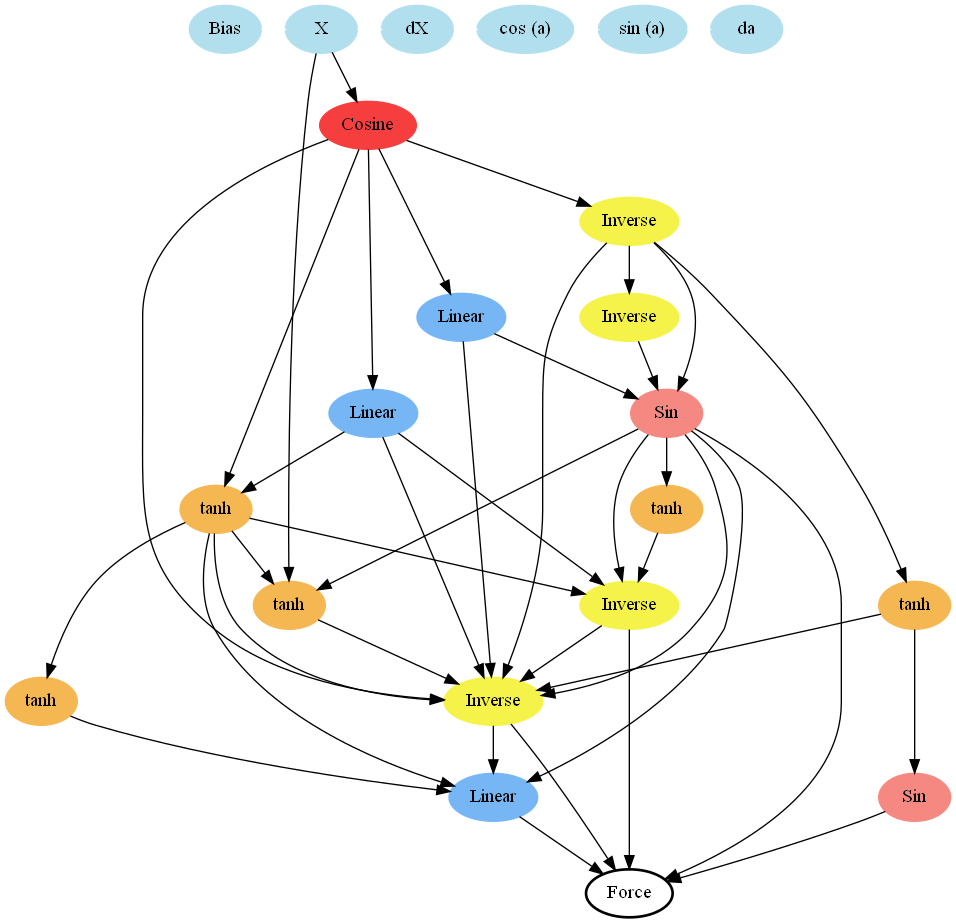 Bias X dX cos (a) sin (a) da
Cosine
Inverse
Linear Inverse
Linear Sin
tanh tanh
tanh Inverse tanh
tanh Inverse
Linear Sin
Force